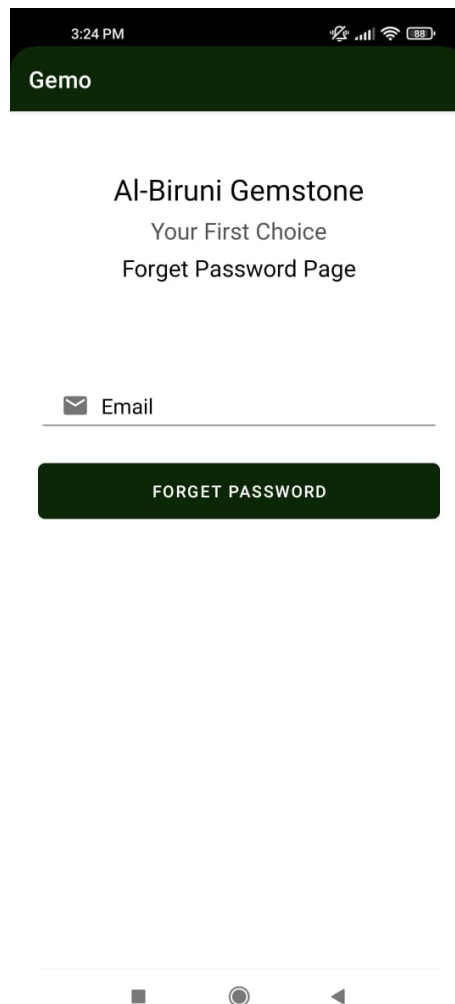 3:24 PM 88
Gemo
Al-Biruni Gemstone
Your First Choice
Forget Password Page
Email
FORGET PASSWORD